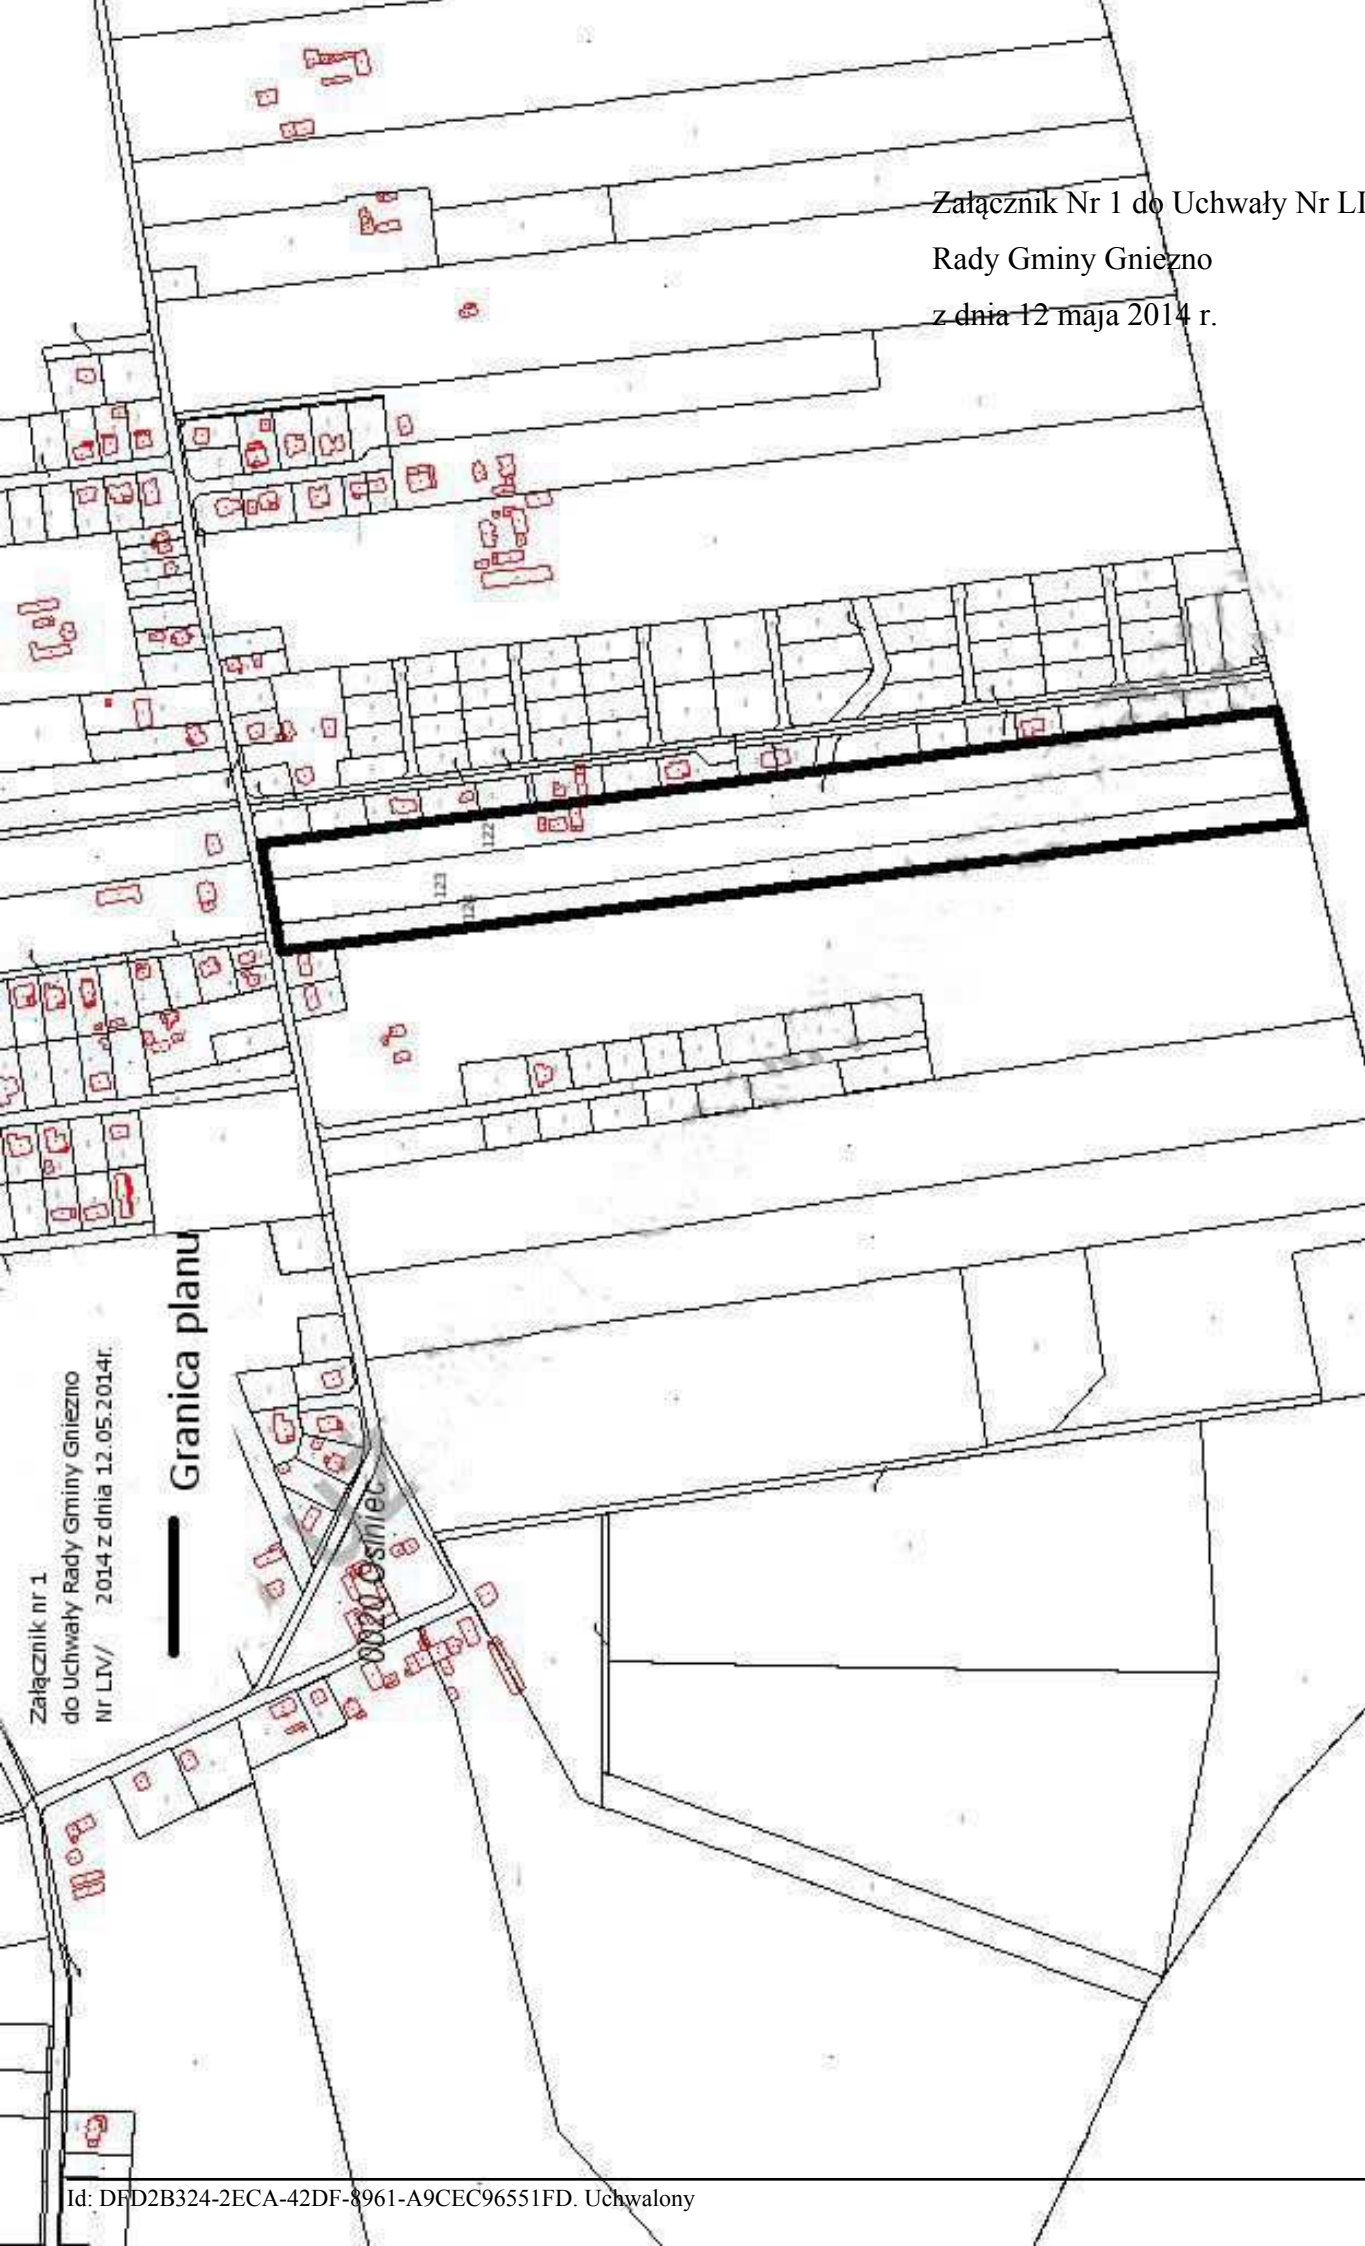 Załącznik Nr 1 do Uchwały Nr LI
Rady Gminy Gniezno
z dnia 12 maja 2014 r.
122
123
124
Granica planu
Załącznik nr 1
do Uchwały Rady Gminy Gniezno
Nr LIV/ 2014 z dnia 12.05.2014r.
0020 Osiniec
Id: DFD2B324-2ECA-42DF-8961-A9CEC96551FD. Uchwalony